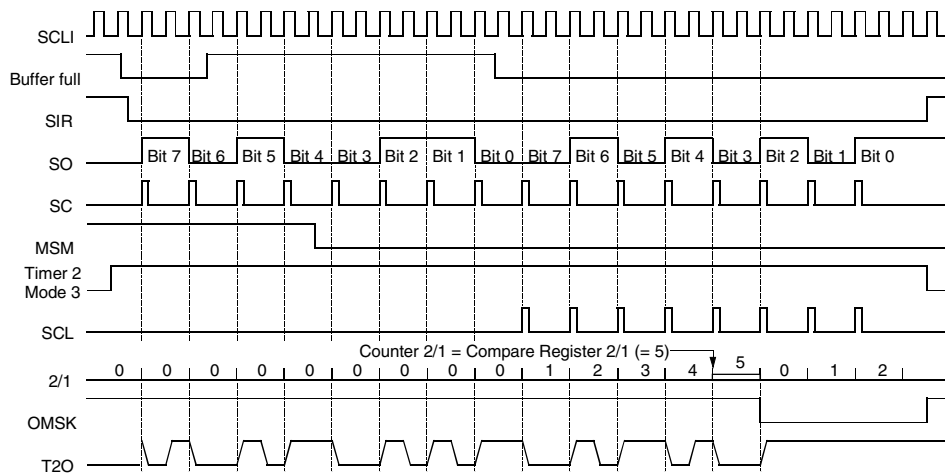 SCLI
Buffer full
SIR
SO Bit 7 Bit 6 Bit 5 Bit 4 Bit 3 Bit 2 Bit 1 Bit 0 Bit 7 Bit 6 Bit 5 Bit 4 Bit 3 Bit 2 Bit 1 Bit 0
SC
MSM
Timer 2
Mode 3
SCL
Counter 2/1 = Compare Register 2/1 (= 5)
2/1 0 0 0 0 0 0 0 0 0 1 2 3 4 5 0 1 2
OMSK
T2O